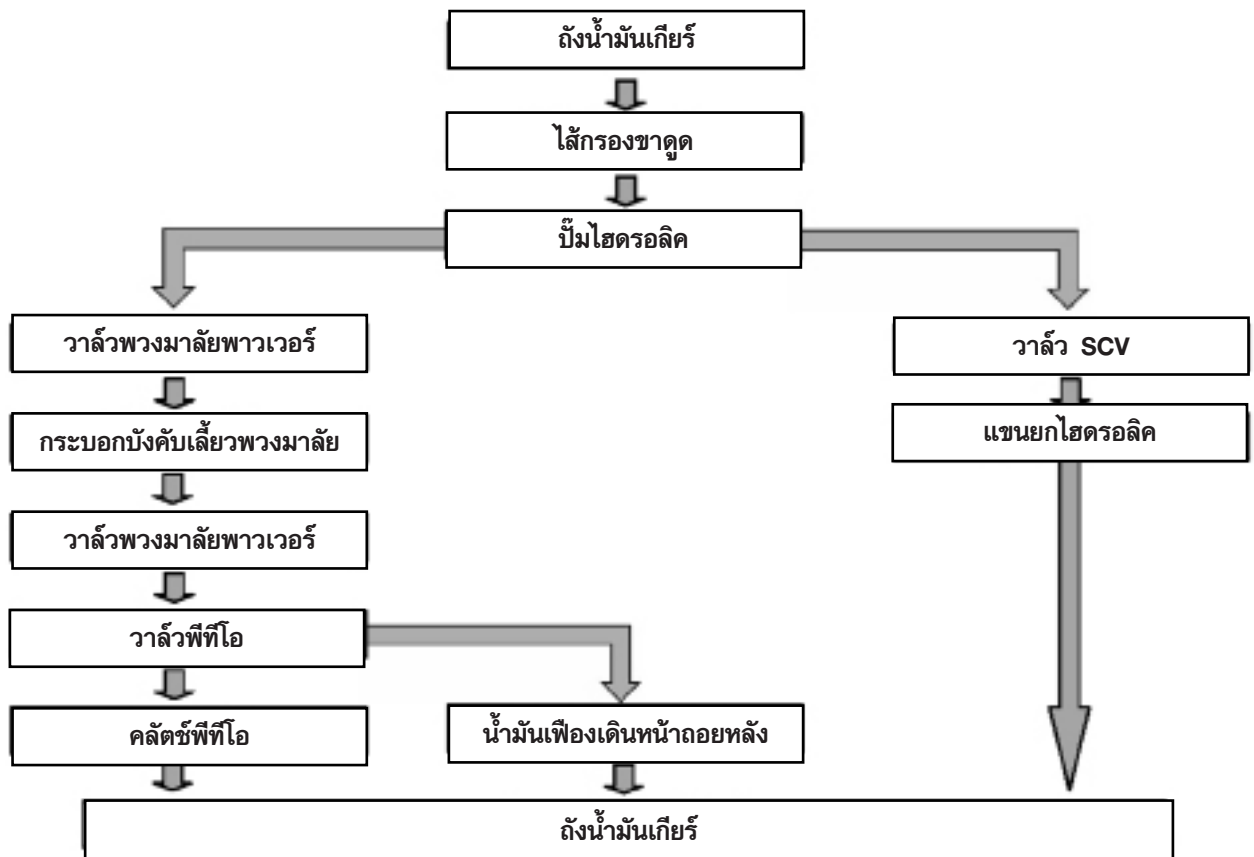 ถังน้ำมันเกียร์
ไส้กรองขาดูด
ปั๊มไฮดรอลิค
วาล์วพวงมาลัยพาวเวอร์
วาล์ว SCV
กระบอกบังคับเลี้ยวพวงมาลัย
แขนยกไฮดรอลิค
วาล์วพวงมาลัยพาวเวอร์
วาล์วพีทีโอ
คลัตช์พีทีโอ
น้ำมันเฟืองเดินหน้าถอยหลัง
ถังน้ำมันเกียร์